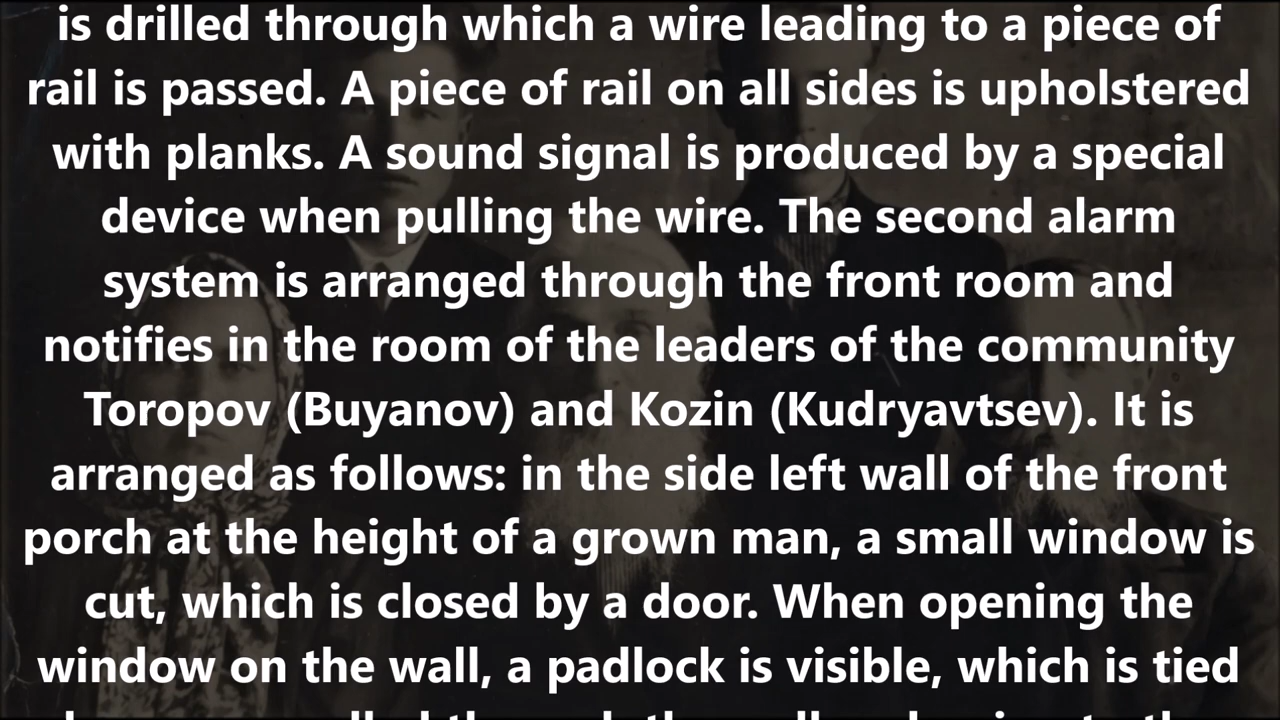 is drilled through which a wire leading to a piece of
rail is passed. A piece of rail on all sides is upholstered
with planks. A sound signal is produced by a special
device when pulling the wire. The second alarm
system is arranged through the front room and
notifies in the room of the leaders of the community
Toropov (Buyanov) and Kozin (Kudryavtsev). It is
arranged as follows: in the side left wall of the front
porch at the height of a grown man, a small window is
cut, which is closed by a door. When opening the
window on the wall, a padlock is visible, which is tied